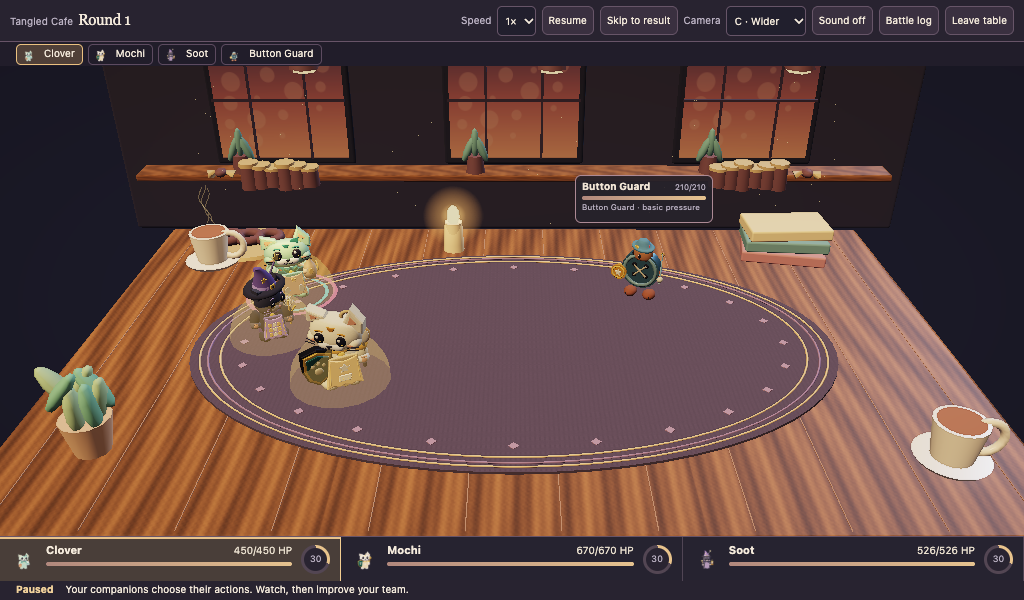 Tangled Cafe Round 1
Speed 1x Resume Skip to result Camera C · Wider Sound off Battle log Leave table
Clover Mochi Soot Button Guard
Button Guard 210/210
Button Guard · basic pressure
Clover 450/450 HP 30
Mochi 670/670 HP 30
Soot 526/526 HP 30
Paused Your companions choose their actions. Watch, then improve your team.